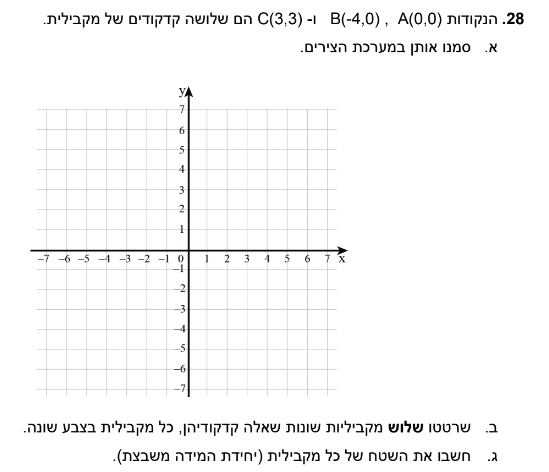 28. הנקודות A(0,0) , B(-4,0) ו- C(3,3) הם שלושה קדקודים של מקבילית.
א. סמנו אותן במערכת הצירים.
y
7
6
5
4
3
2
1
–7 –6 –5 –4 –3 –2 –1 0 1 2 3 4 5 6 7 x
–1
–2
–3
–4
–5
–6
–7
ב. שרטטו שלוש מקביליות שונות שאלה קדקודיהן, כל מקבילית בצבע שונה.
ג. חשבו את השטח של כל מקבילית (יחידת המידה משבצת).